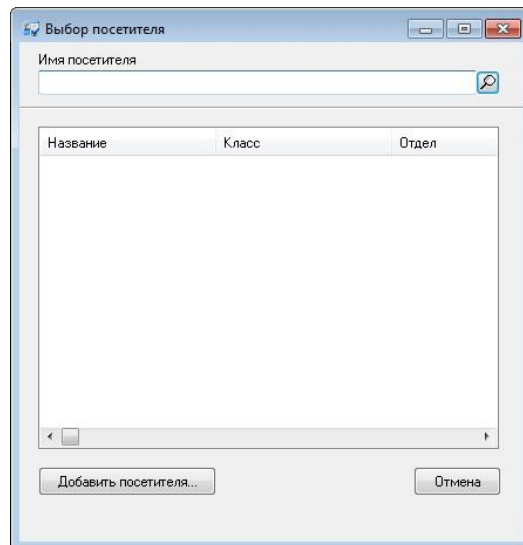 Выбор посетителя
Имя посетителя
Название Класс Отдел
Добавить посетителя... Отмена